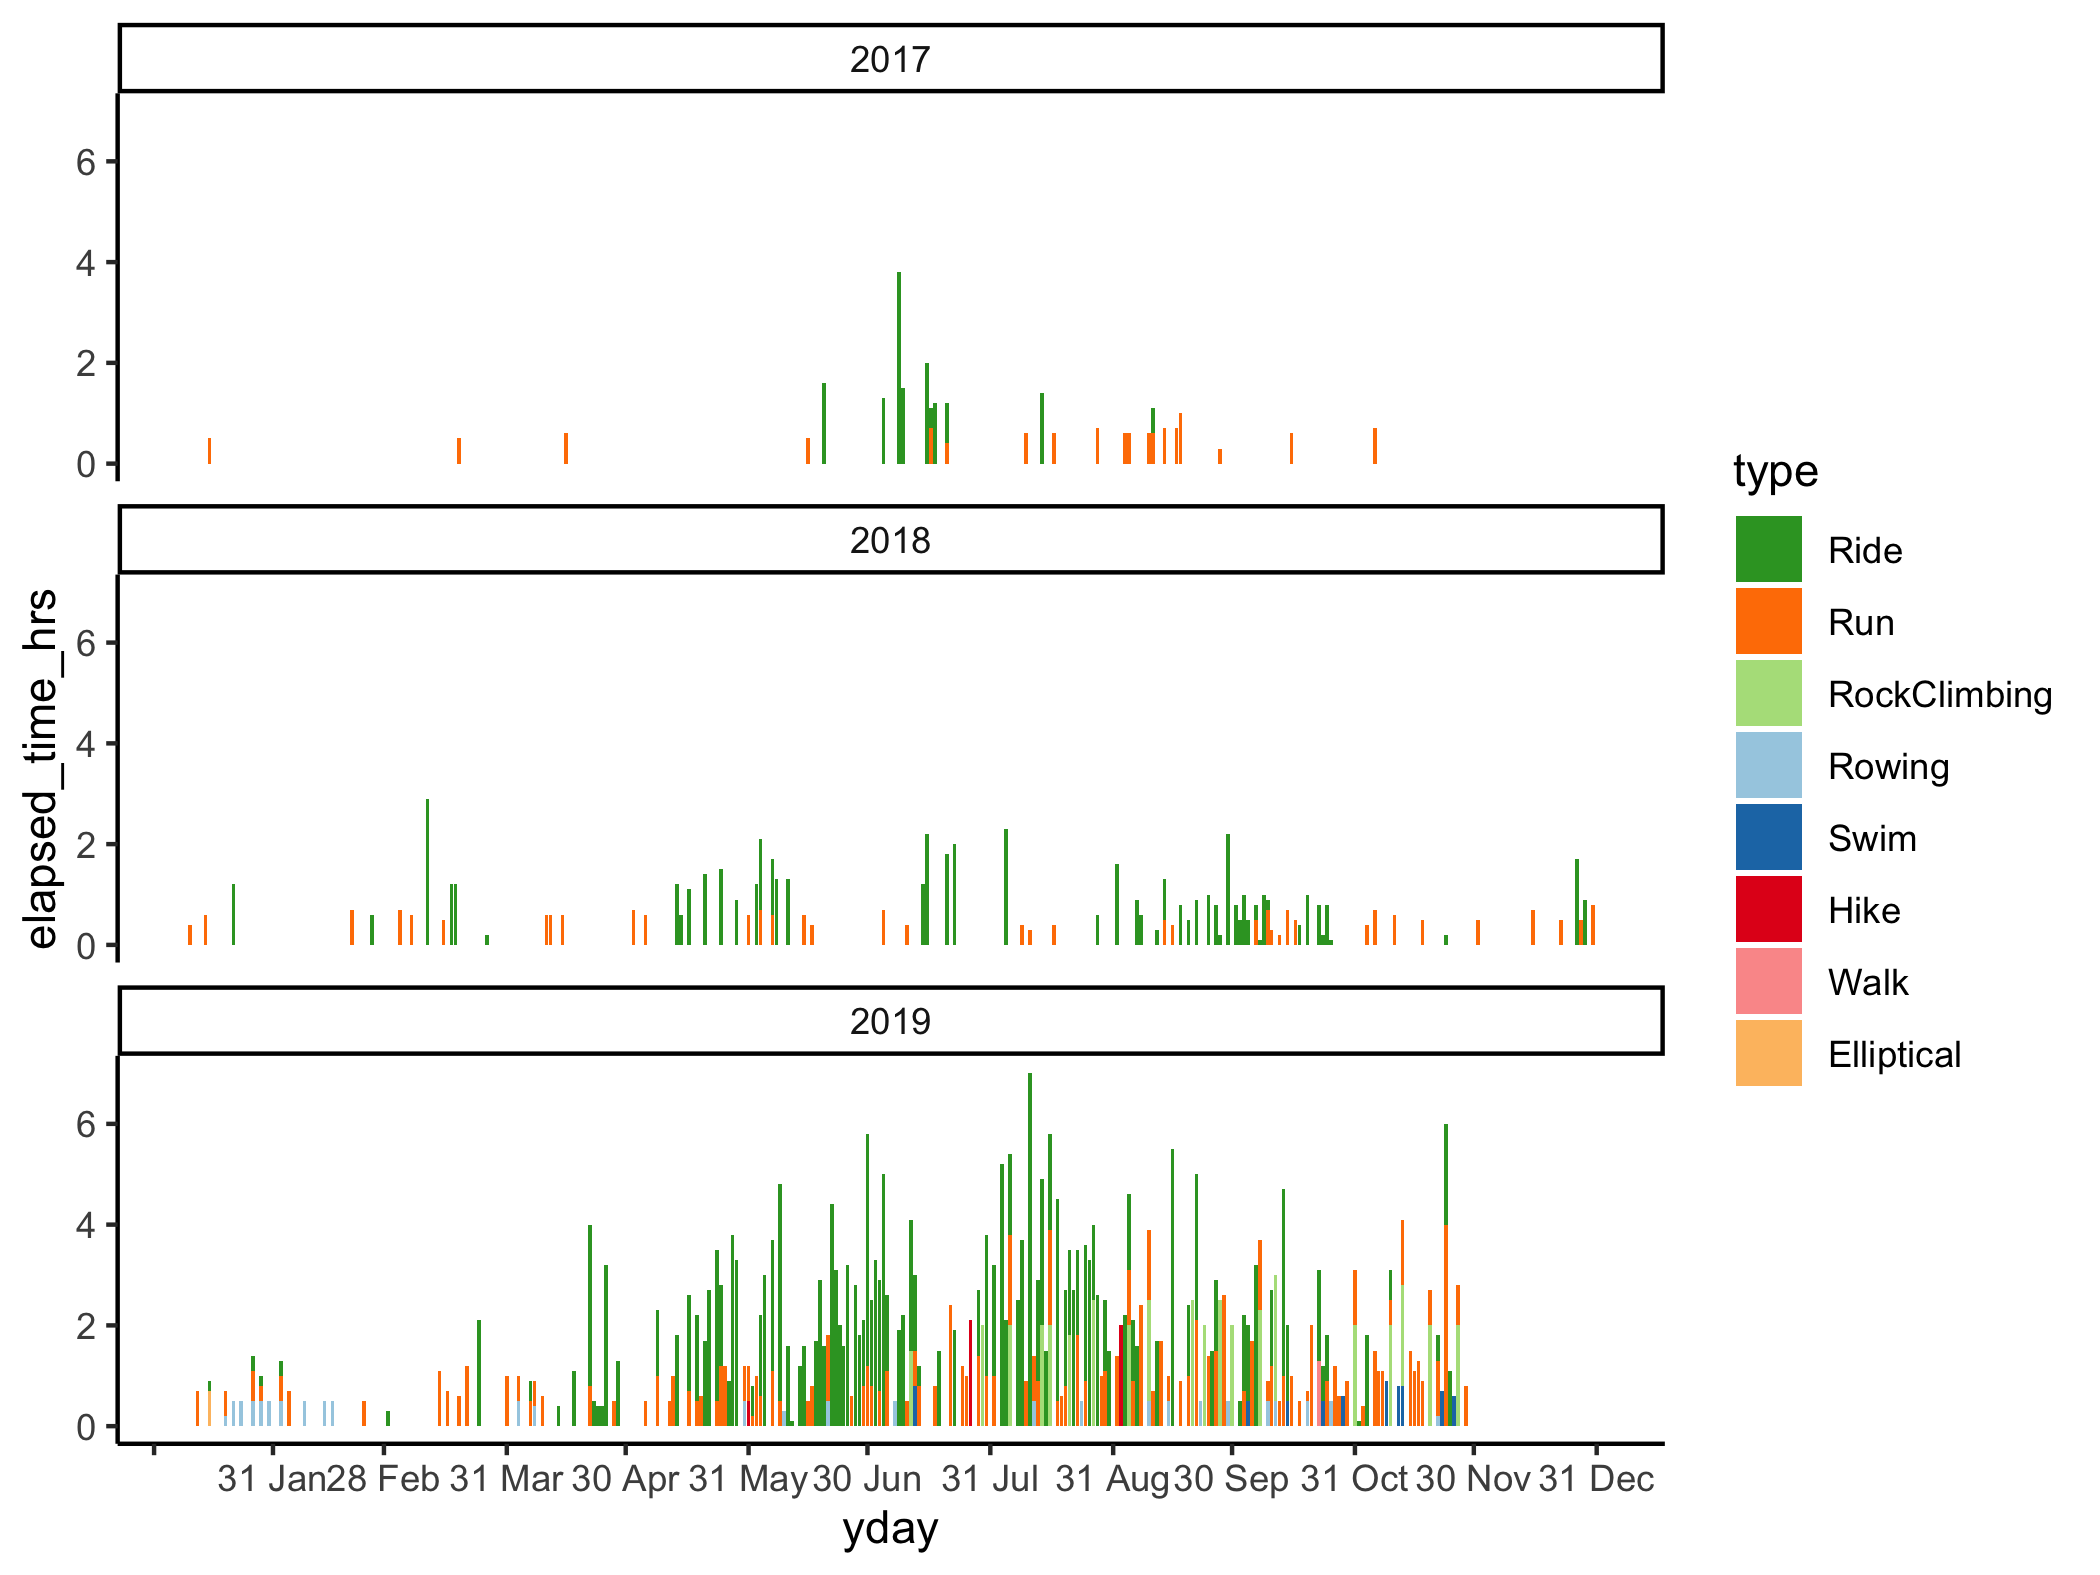 2017
6
4
2
0
2018
6
4
2
0
2019
6
4
2
0
31 Jan 28 Feb 31 Mar 30 Apr 31 May 30 Jun 31 Jul 31 Aug 30 Sep 31 Oct 30 Nov 31 Dec
yday
elapsed_time_hrs
type
Ride
Run
RockClimbing
Rowing
Swim
Hike
Walk
Elliptical